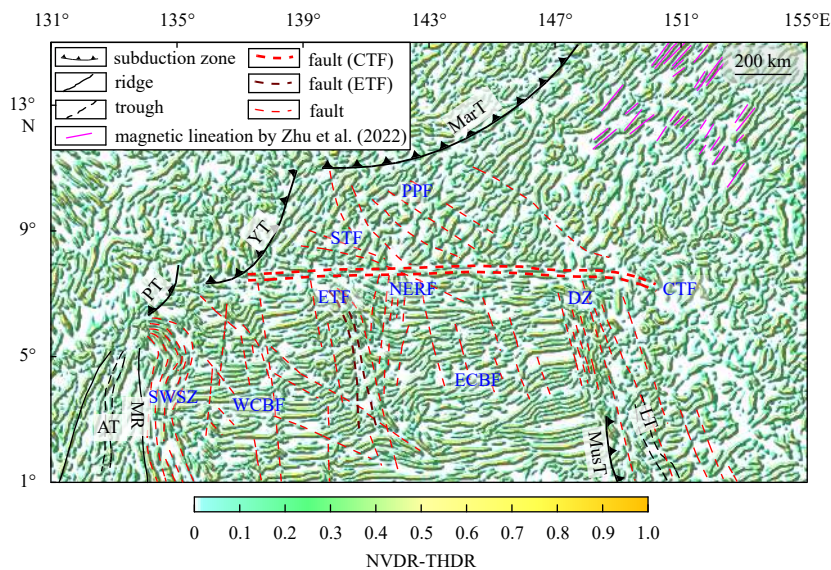 131° 135° 139° 143° 147° 151° 155°E
subduction zone fault (CTF)
ridge fault (ETF)
trough fault
magnetic lineation by Zhu et al. (2022)
200 km
13°
N
MarT
PPF
9°
YT
STF
PT
ETF NERF DZ CTF
5°
SWSZ WCBF ECBF
AT MR MusT LT
1°
0 0.1 0.2 0.3 0.4 0.5 0.6 0.7 0.8 0.9 1.0
NVDR-THDR